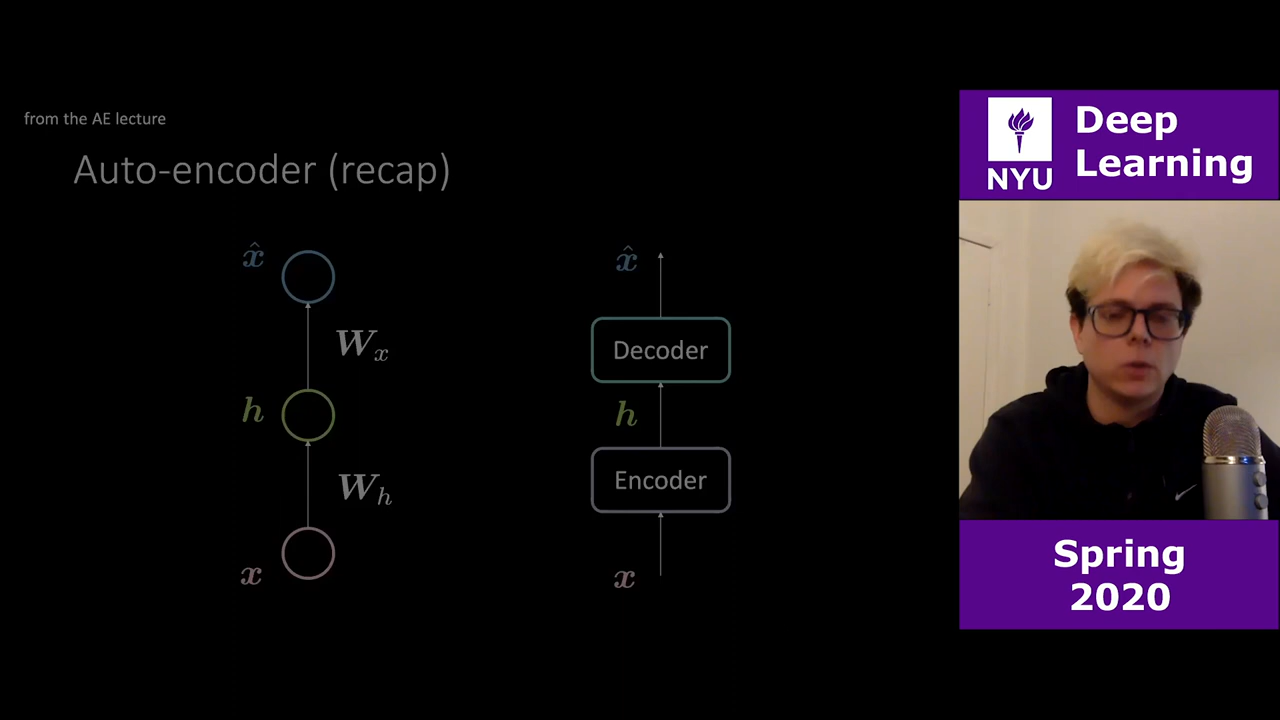 from the AE lecture
Auto-encoder (recap)
x̂
W_x
h
W_h
x
x̂
Decoder
h
Encoder
x
NYU
Deep
Learning
Spring
2020